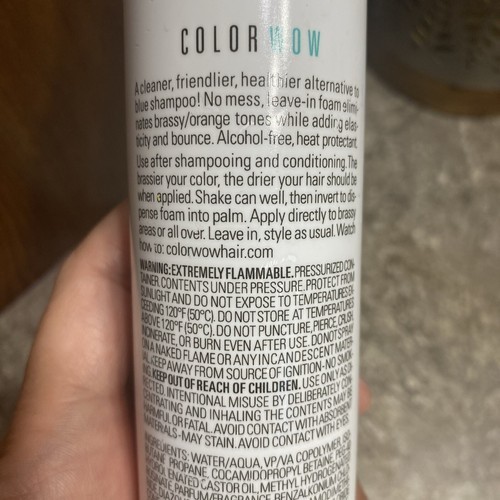 COLOR WOW
A cleaner, friendlier, healthier alternative to
blue shampoo! No mess, leave-in foam elimi-
nates brassy/orange tones while adding elas-
ticity and bounce. Alcohol-free, heat protectant.
Use after shampooing and conditioning. The
brassier your color, the drier your hair should be
when applied. Shake can well, then invert to dis-
pense foam into palm. Apply directly to brassy
areas or all over. Leave in, style as usual. Watch
how to: colorwowhair.com
WARNING: EXTREMELY FLAMMABLE. PRESSURIZED CON-
TAINER. CONTENTS UNDER PRESSURE. PROTECT FROM
SUNLIGHT AND DO NOT EXPOSE TO TEMPERATURES EX-
CEEDING 120°F (50°C). DO NOT STORE AT TEMPERATURES
ABOVE 120°F (50°C). DO NOT PUNCTURE, PIERCE, CRUSH,
INCINERATE, OR BURN EVEN AFTER USE. DO NOT SPRAY
ON A NAKED FLAME OR ANY INCANDESCENT MATER-
IAL. KEEP AWAY FROM SOURCE OF IGNITION-NO SMOK-
ING. KEEP OUT OF REACH OF CHILDREN. USE ONLY AS DI-
RECTED. INTENTIONAL MISUSE BY DELIBERATELY CON-
CENTRATING AND INHALING THE CONTENTS MAY BE
HARMFUL OR FATAL. AVOID CONTACT WITH ABSORBENT
MATERIALS-MAY STAIN. AVOID CONTACT WITH EYES.
INGREDIENTS: WATER/AQUA, VP/VA COPOLYMER,
PROPANE, COCAMIDOPROPYL BETAINE,
CASTOR OIL, METHYL HYDROGENATED
PARFUM/FRAGRANCE, BENZALKONIUM